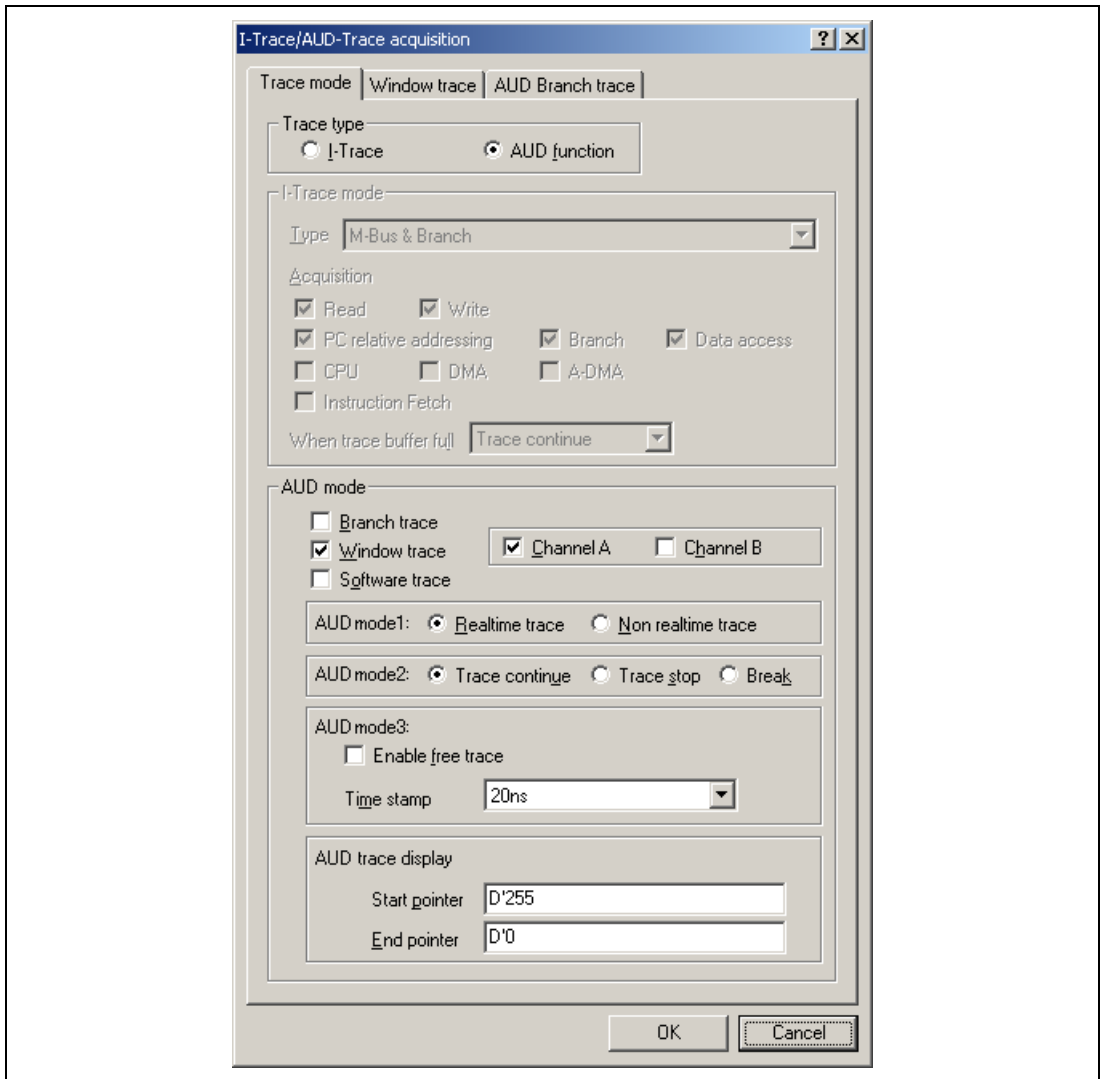 I-Trace/AUD-Trace acquisition
Trace mode Window trace AUD Branch trace
Trace type
I-Trace AUD function
I-Trace mode
Type M-Bus & Branch
Acquisition
Read Write
PC relative addressing Branch Data access
CPU DMA A-DMA
Instruction Fetch
When trace buffer full Trace continue
AUD mode
Branch trace
Window trace Channel A Channel B
Software trace
AUD mode1: Realtime trace Non realtime trace
AUD mode2: Trace continue Trace stop Break
AUD mode3:
Enable free trace
Time stamp 20ns
AUD trace display
Start pointer D'255
End pointer D'0
OK Cancel